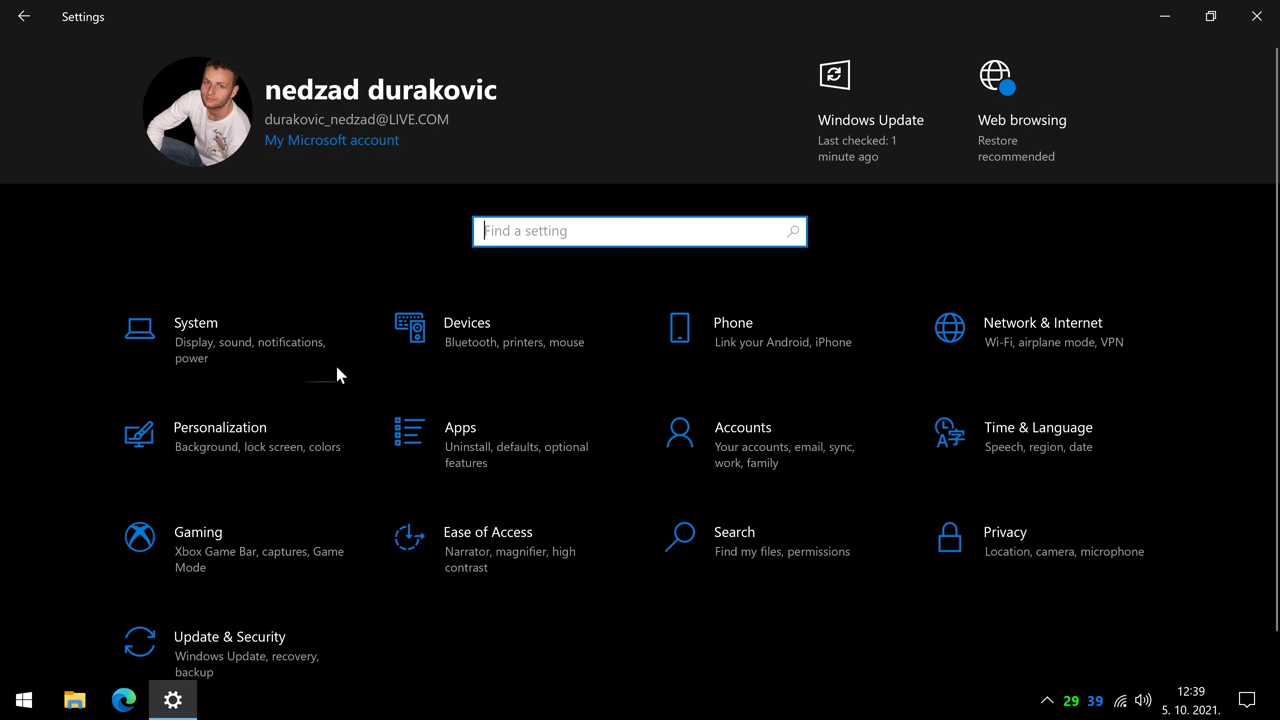 Settings
nedzad durakovic
durakovic_nedzad@LIVE.COM
My Microsoft account
Windows Update
Last checked: 1
minute ago
Web browsing
Restore
recommended
Find a setting
System
Display, sound, notifications,
power
Devices
Bluetooth, printers, mouse
Phone
Link your Android, iPhone
Network & Internet
Wi-Fi, airplane mode, VPN
Personalization
Background, lock screen, colors
Apps
Uninstall, defaults, optional
features
Accounts
Your accounts, email, sync,
work, family
Time & Language
Speech, region, date
Gaming
Xbox Game Bar, captures, Game
Mode
Ease of Access
Narrator, magnifier, high
contrast
Search
Find my files, permissions
Privacy
Location, camera, microphone
Update & Security
Windows Update, recovery,
backup
29 39
12:39
5. 10. 2021.